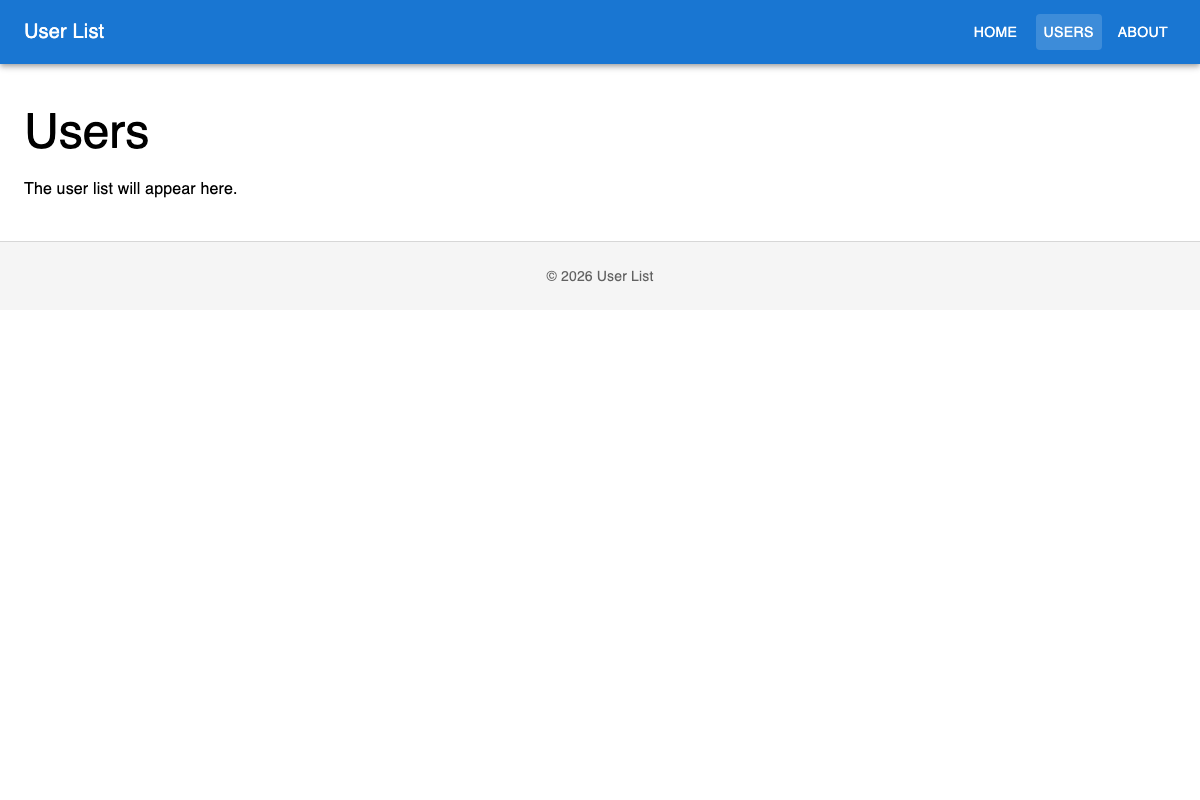 User List
HOME USERS ABOUT
Users
The user list will appear here.
© 2026 User List